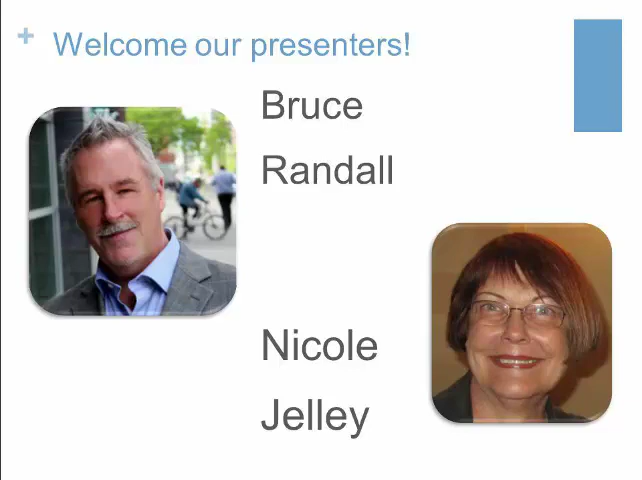 + Welcome our presenters!
Bruce
Randall
Nicole
Jelley